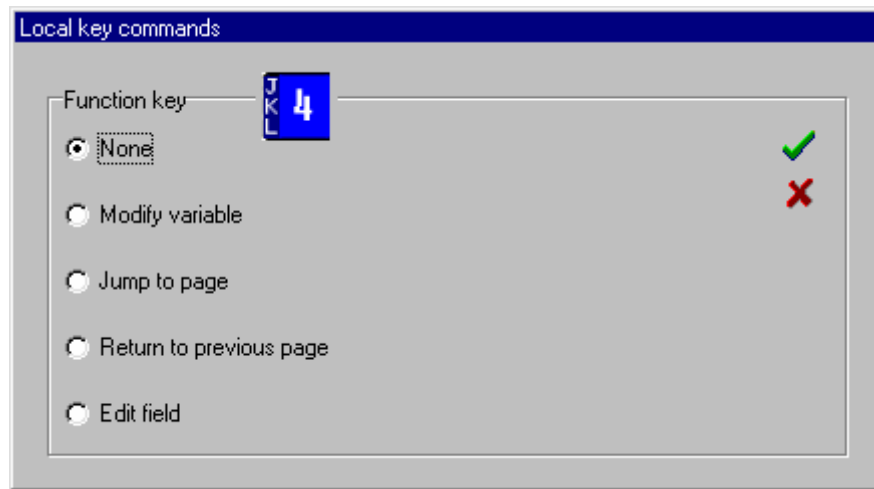 Local key commands
Function key
J
K
L
4
None
Modify variable
Jump to page
Return to previous page
Edit field